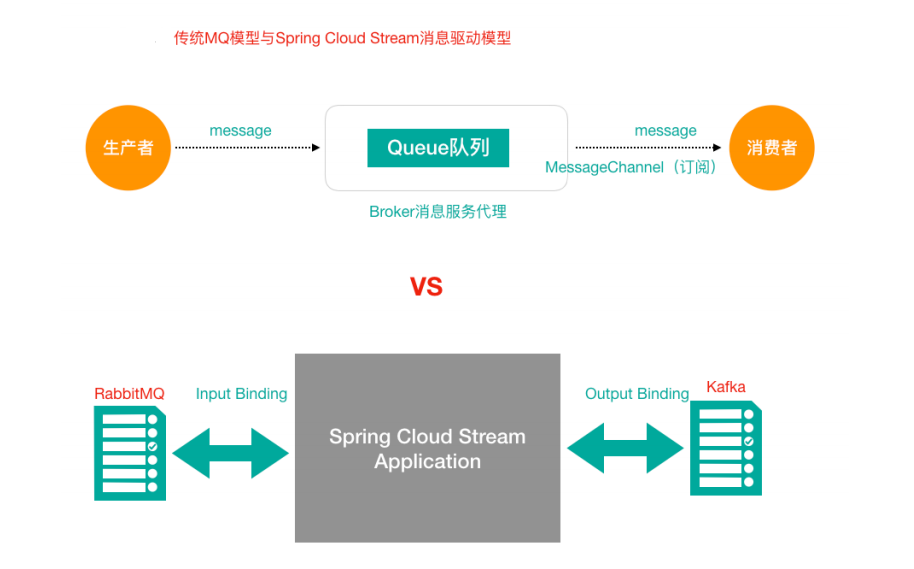 传统MQ模型与Spring Cloud Stream消息驱动模型
生产者
message
Queue队列
message
MessageChannel（订阅）
消费者
Broker消息服务代理
VS
RabbitMQ
Input Binding
Spring Cloud Stream
Application
Output Binding
Kafka